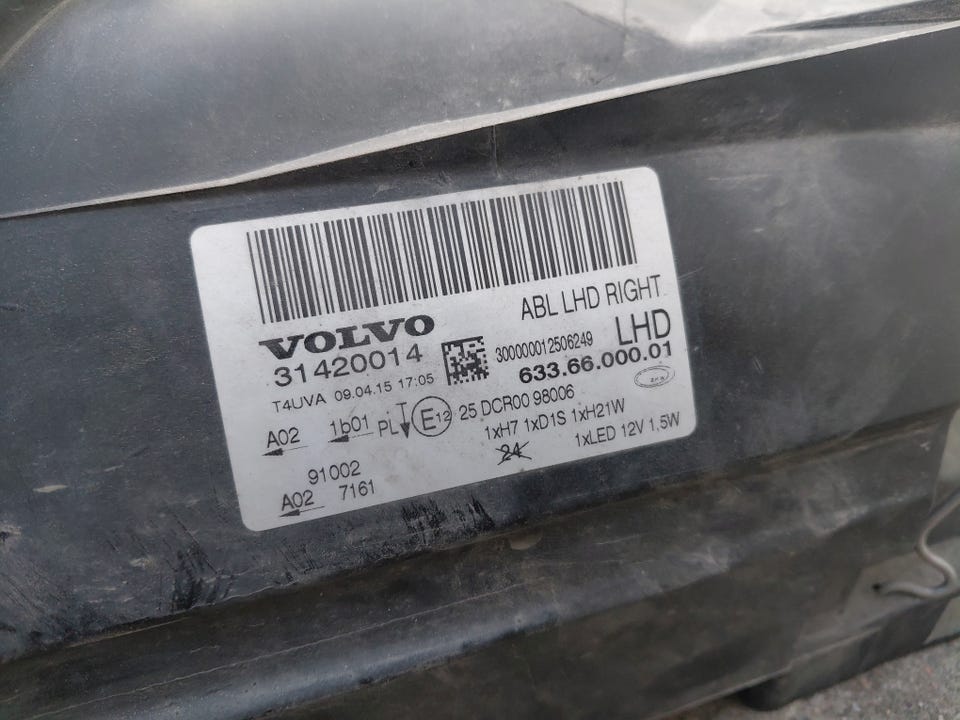 ABL LHD RIGHT
VOLVO
31420014
300000012506249
LHD
633.66.000.01
T4UVA 09.04.15 17:05
A02 1b01 PL E12 25 DCR00 98006
1xH7 1xD1S 1xH21W
24 1xLED 12V 1,5W
91002
A02 7161